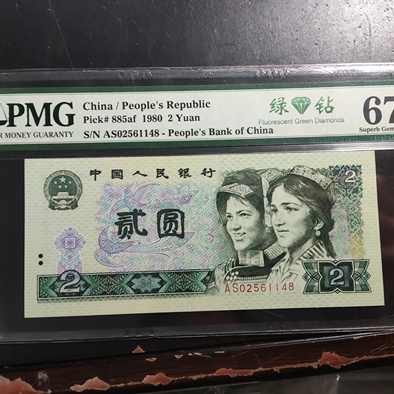 PMG
China / People's Republic
Pick# 885af 1980 2 Yuan
S/N AS02561148 - People's Bank of China
绿 钻
Fluorescent Green Diamonds
67
Superb Gem
R MONEY GUARANTY
中国人民银行
2
贰圆
2
2
AS02561148